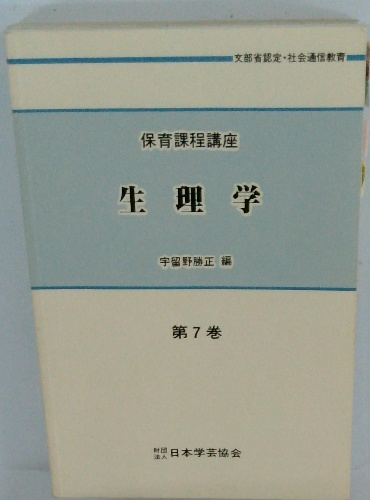 文部省認定・社会通信教育
保育課程講座
生理学
宇留野勝正 編
第7巻
財団法人 日本学芸協会